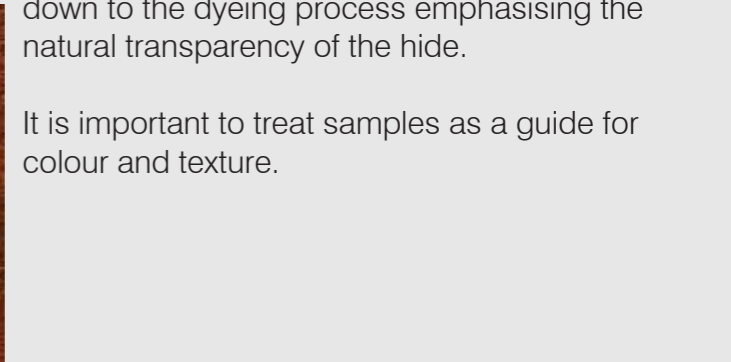 down to the dyeing process emphasising the
natural transparency of the hide.
It is important to treat samples as a guide for
colour and texture.